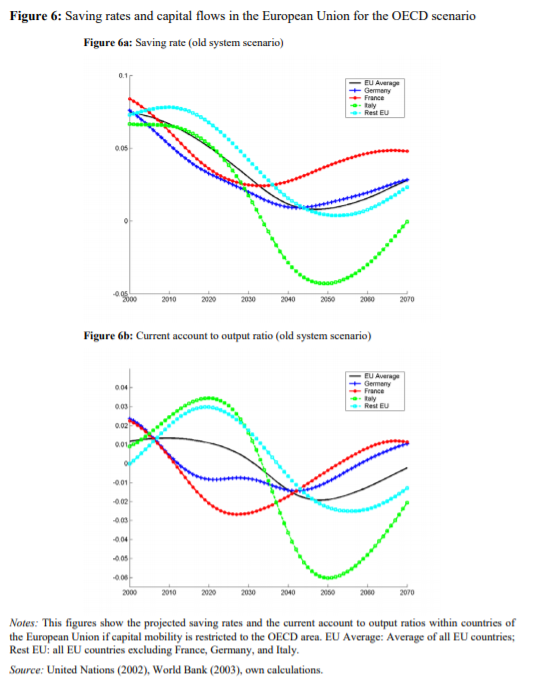 Figure 6: Saving rates and capital flows in the European Union for the OECD scenario
Figure 6a: Saving rate (old system scenario)
0.1
EU Average
Germany
France
Italy
Rest EU
0.05
0
-0.05
2000 2010 2020 2030 2040 2050 2060 2070
Figure 6b: Current account to output ratio (old system scenario)
EU Average
Germany
France
Italy
Rest EU
0.04
0.03
0.02
0.01
0
-0.01
-0.02
-0.03
-0.04
-0.05
-0.06
2000 2010 2020 2030 2040 2050 2060 2070
Notes: This figures show the projected saving rates and the current account to output ratios within countries of
the European Union if capital mobility is restricted to the OECD area. EU Average: Average of all EU countries;
Rest EU: all EU countries excluding France, Germany, and Italy.
Source: United Nations (2002), World Bank (2003), own calculations.